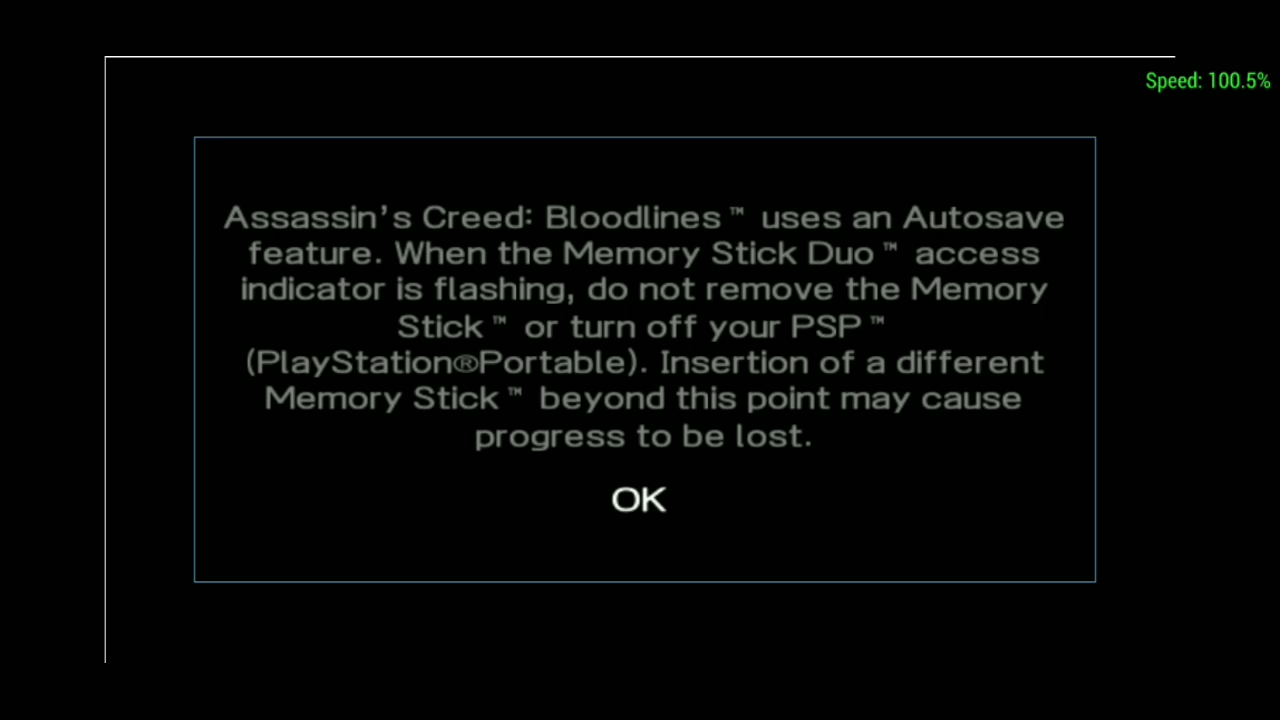 Speed: 100.5%
Assassin's Creed: Bloodlines™ uses an Autosave
feature. When the Memory Stick Duo™ access
indicator is flashing, do not remove the Memory
Stick™ or turn off your PSP™
(PlayStation®Portable). Insertion of a different
Memory Stick™ beyond this point may cause
progress to be lost.
OK